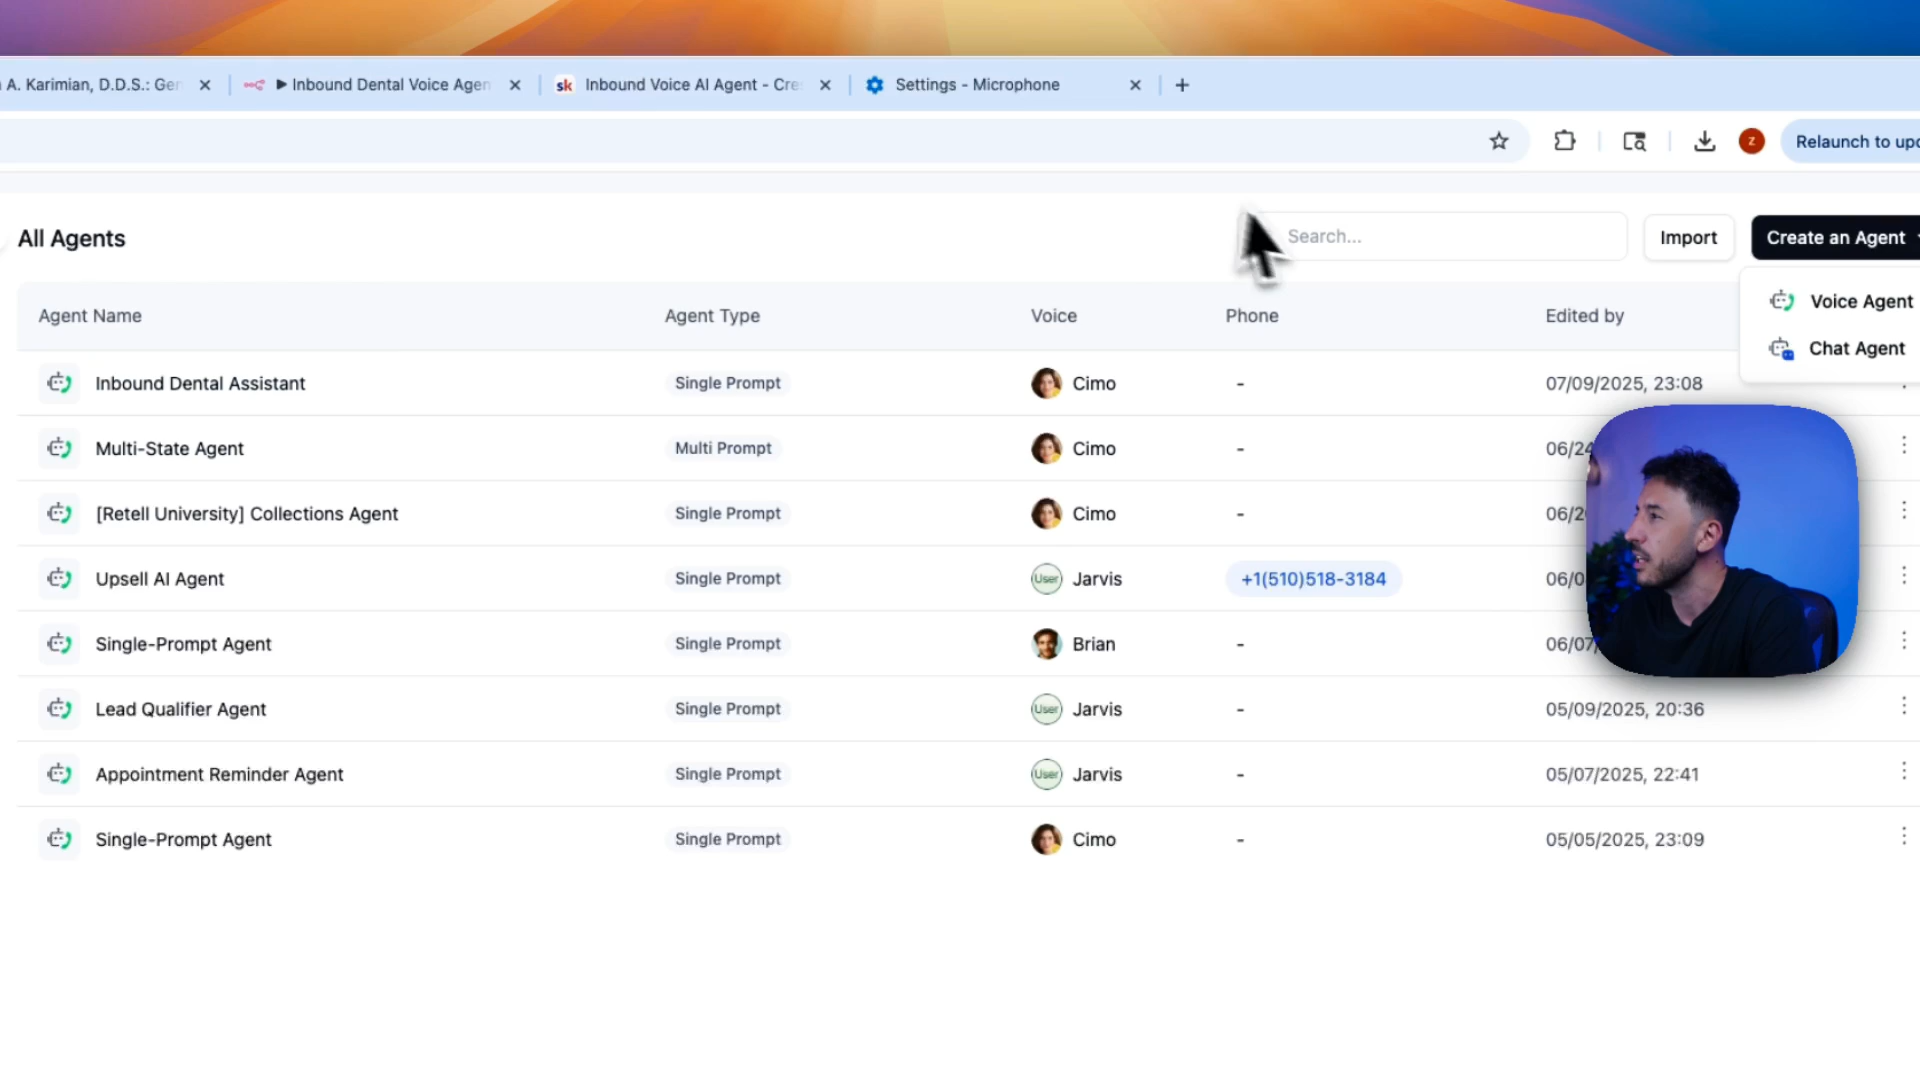 A. Karimian, D.D.S.: Ger
Inbound Dental Voice Agen
sk
Inbound Voice AI Agent - Cre
Settings - Microphone
z
Relaunch to upd
All Agents
Search...
Import
Create an Agent
Voice Agent
Chat Agent
Agent Name Agent Type Voice Phone Edited by
Inbound Dental Assistant Single Prompt Cimo - 07/09/2025, 23:08
Multi-State Agent Multi Prompt Cimo - 06/24
[Retell University] Collections Agent Single Prompt Cimo - 06/20
Upsell AI Agent Single Prompt User Jarvis +1(510)518-3184 06/0
Single-Prompt Agent Single Prompt Brian - 06/07
Lead Qualifier Agent Single Prompt User Jarvis - 05/09/2025, 20:36
Appointment Reminder Agent Single Prompt User Jarvis - 05/07/2025, 22:41
Single-Prompt Agent Single Prompt Cimo - 05/05/2025, 23:09